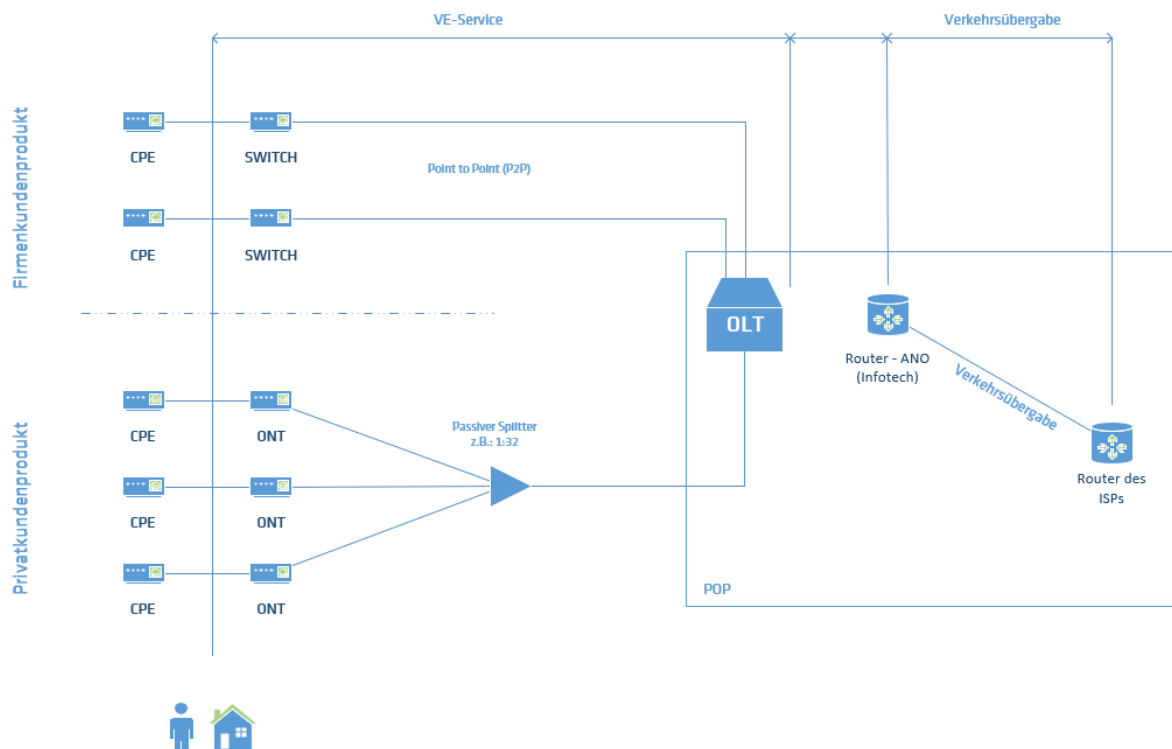 VE-Service
Verkehrsübergabe
Firmenkundenprodukt
CPE
SWITCH
Point to Point (P2P)
CPE
SWITCH
OLT
Router - ANO
(Infotech)
Verkehrsübergabe
Router des
ISPs
Privatkundenprodukt
CPE
ONT
Passiver Splitter
z.B.: 1:32
CPE
ONT
CPE
ONT
POP